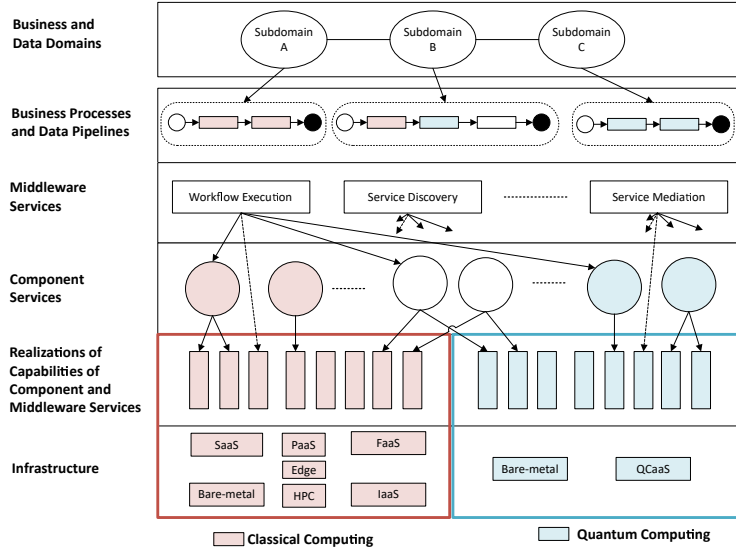 Business and
Data Domains
Subdomain
A
Subdomain
B
Subdomain
C
Business Processes
and Data Pipelines
Middleware
Services
Workflow Execution
Service Discovery
Service Mediation
Component
Services
Realizations of
Capabilities of
Component and
Middleware Services
Infrastructure
SaaS
PaaS
FaaS
Edge
Bare-metal
HPC
IaaS
Bare-metal
QCaaS
Classical Computing
Quantum Computing